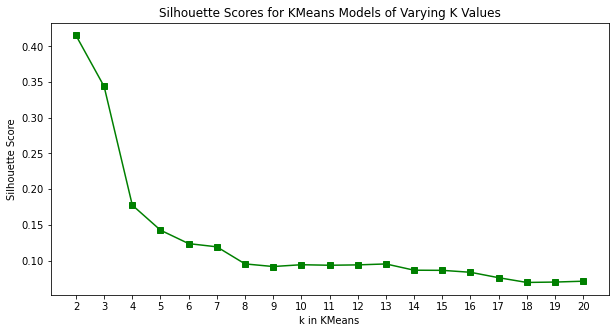 Silhouette Scores for KMeans Models of Varying K Values
Silhouette Score
0.40
0.35
0.30
0.25
0.20
0.15
0.10
2 3 4 5 6 7 8 9 10 11 12 13 14 15 16 17 18 19 20
k in KMeans